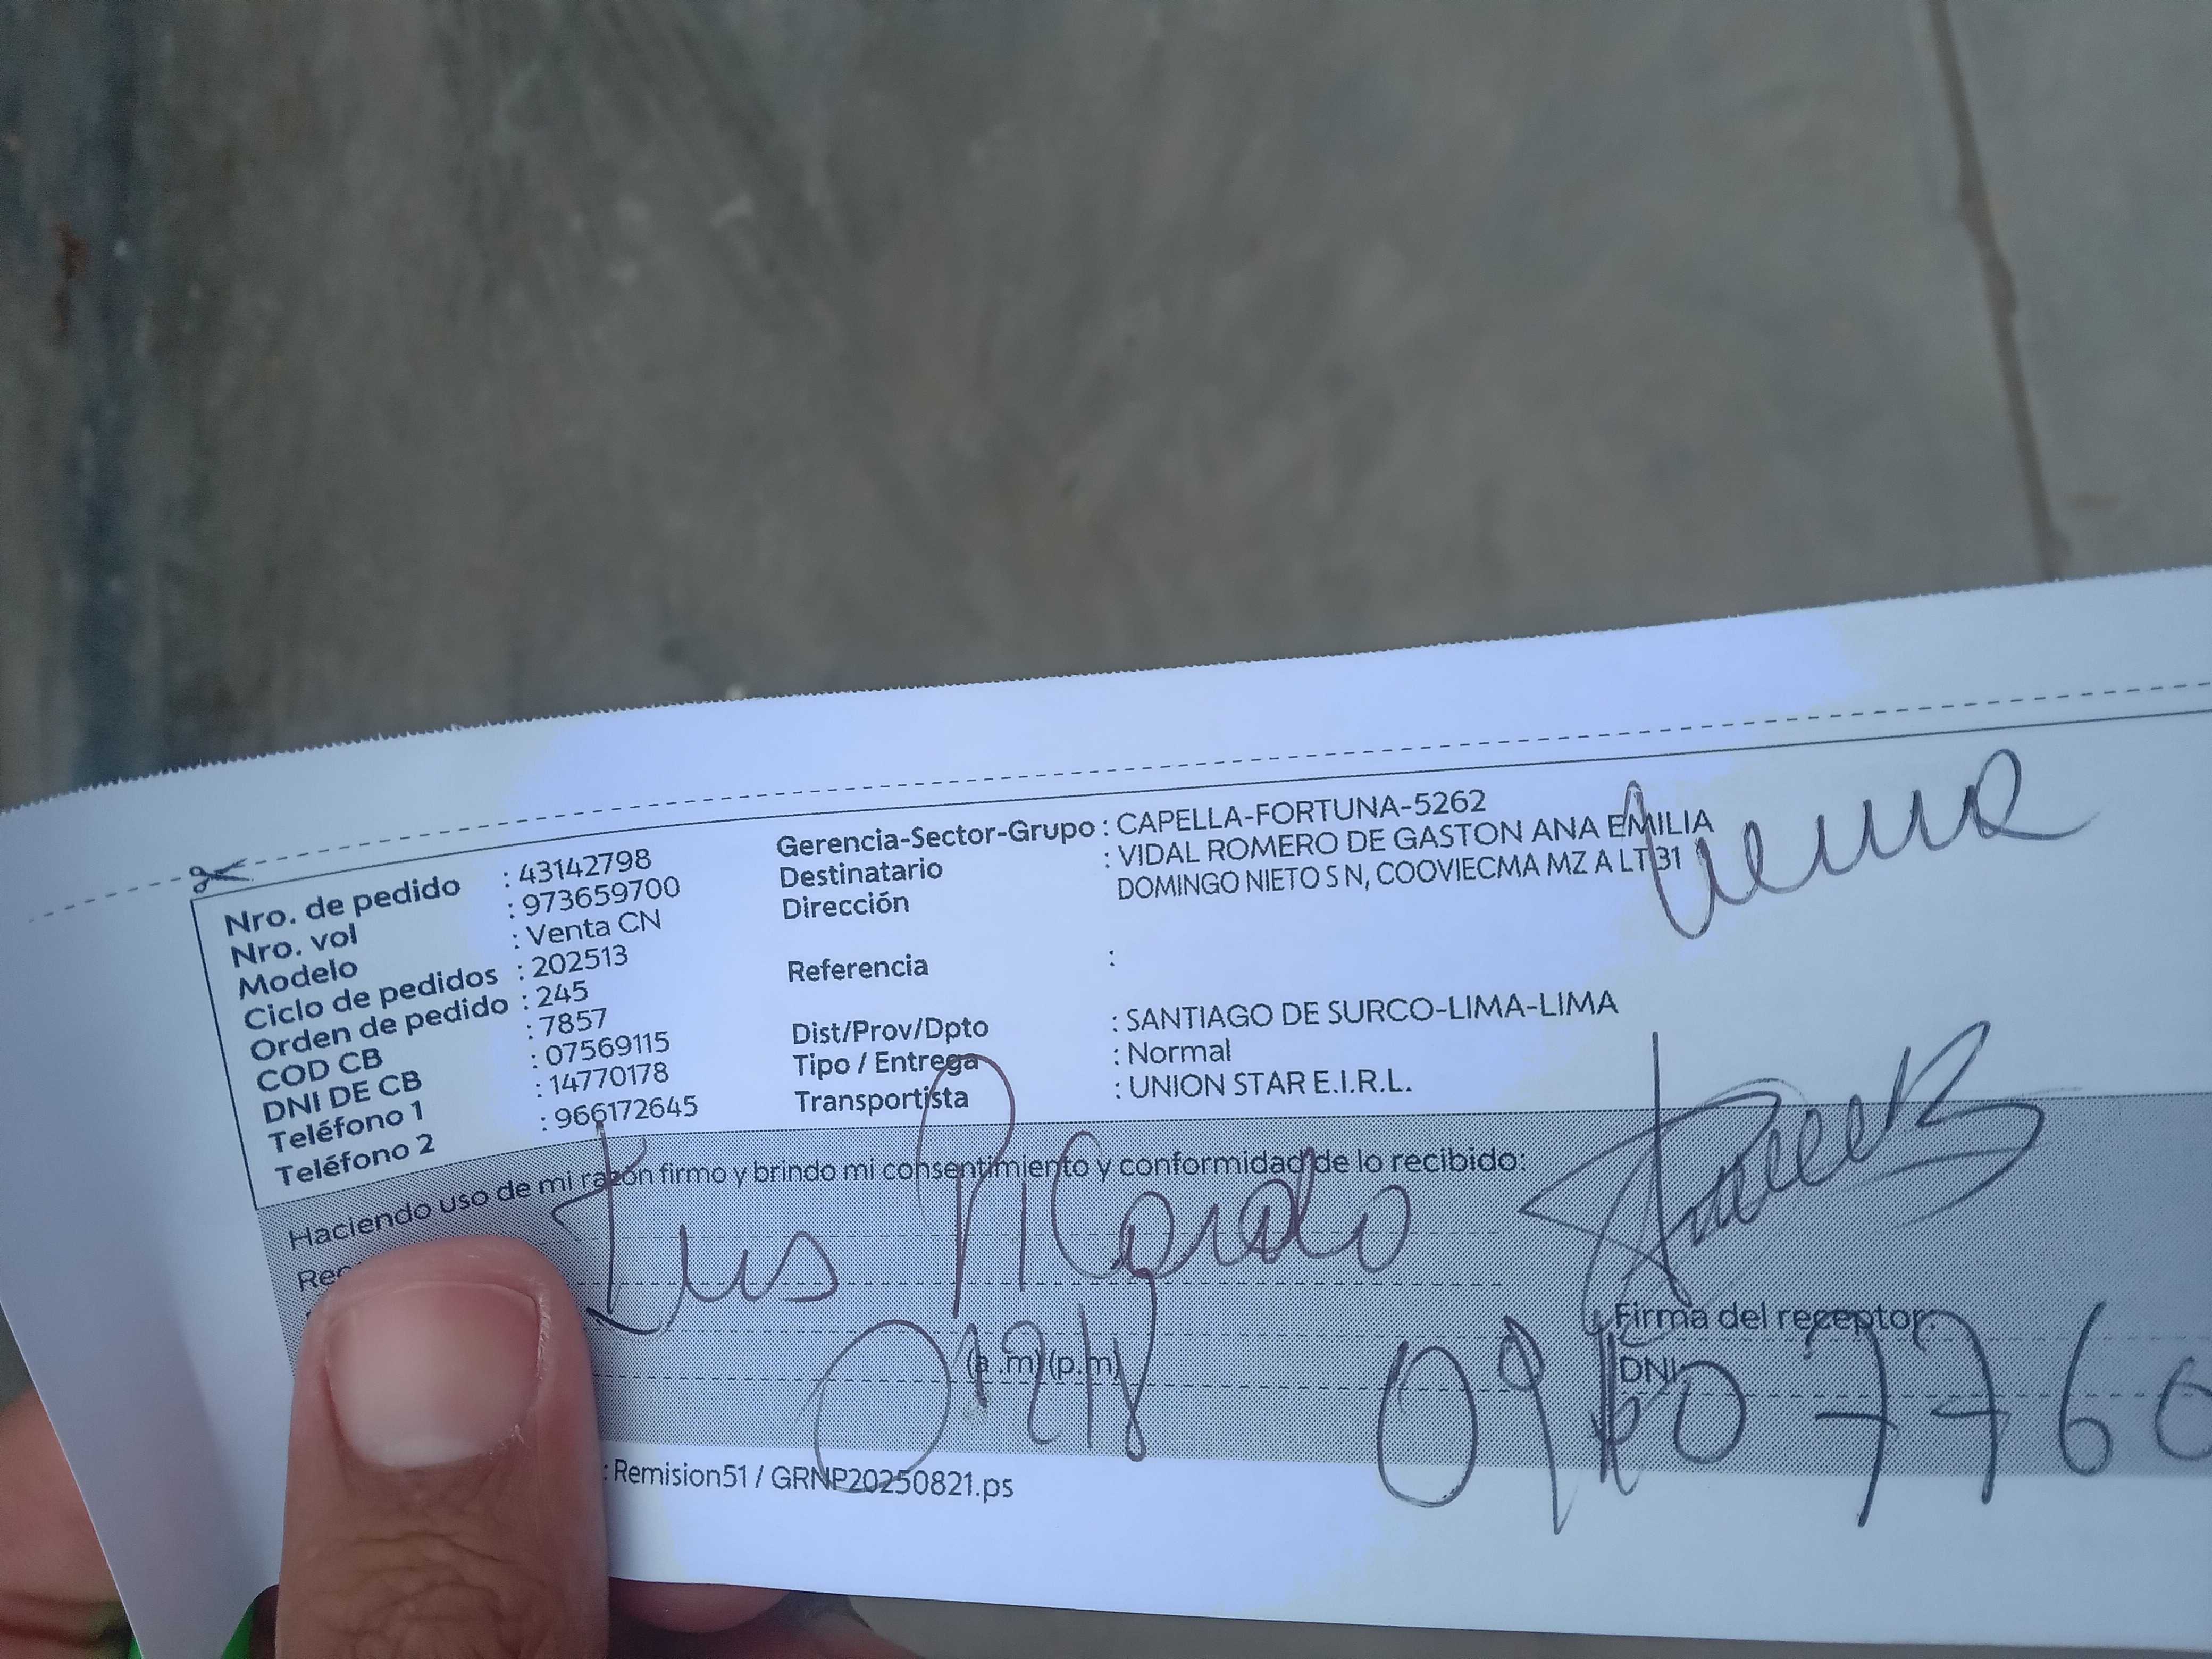 Nro. de pedido : 43142798
Nro. vol : 973659700
Modelo : Venta CN
Ciclo de pedidos : 202513
Orden de pedido : 245
COD CB : 7857
DNI DE CB : 07569115
Teléfono 1 : 14770178
Teléfono 2 : 966172645
Gerencia-Sector-Grupo : CAPELLA-FORTUNA-5262
Destinatario : VIDAL ROMERO DE GASTON ANA EMILIA
Dirección : DOMINGO NIETO S N, COOVIECMA MZ A LT 31
Referencia :
Dist/Prov/Dpto : SANTIAGO DE SURCO-LIMA-LIMA
Tipo / Entrega : Normal
Transportista : UNION STAR E.I.R.L.
Haciendo uso de mi razón firmo y brindo mi consentimiento y conformidad de lo recibido:
Luis
Firma del receptor:
(a.m) (p.m)
DNI:
: Remision51 / GRNP20250821.ps